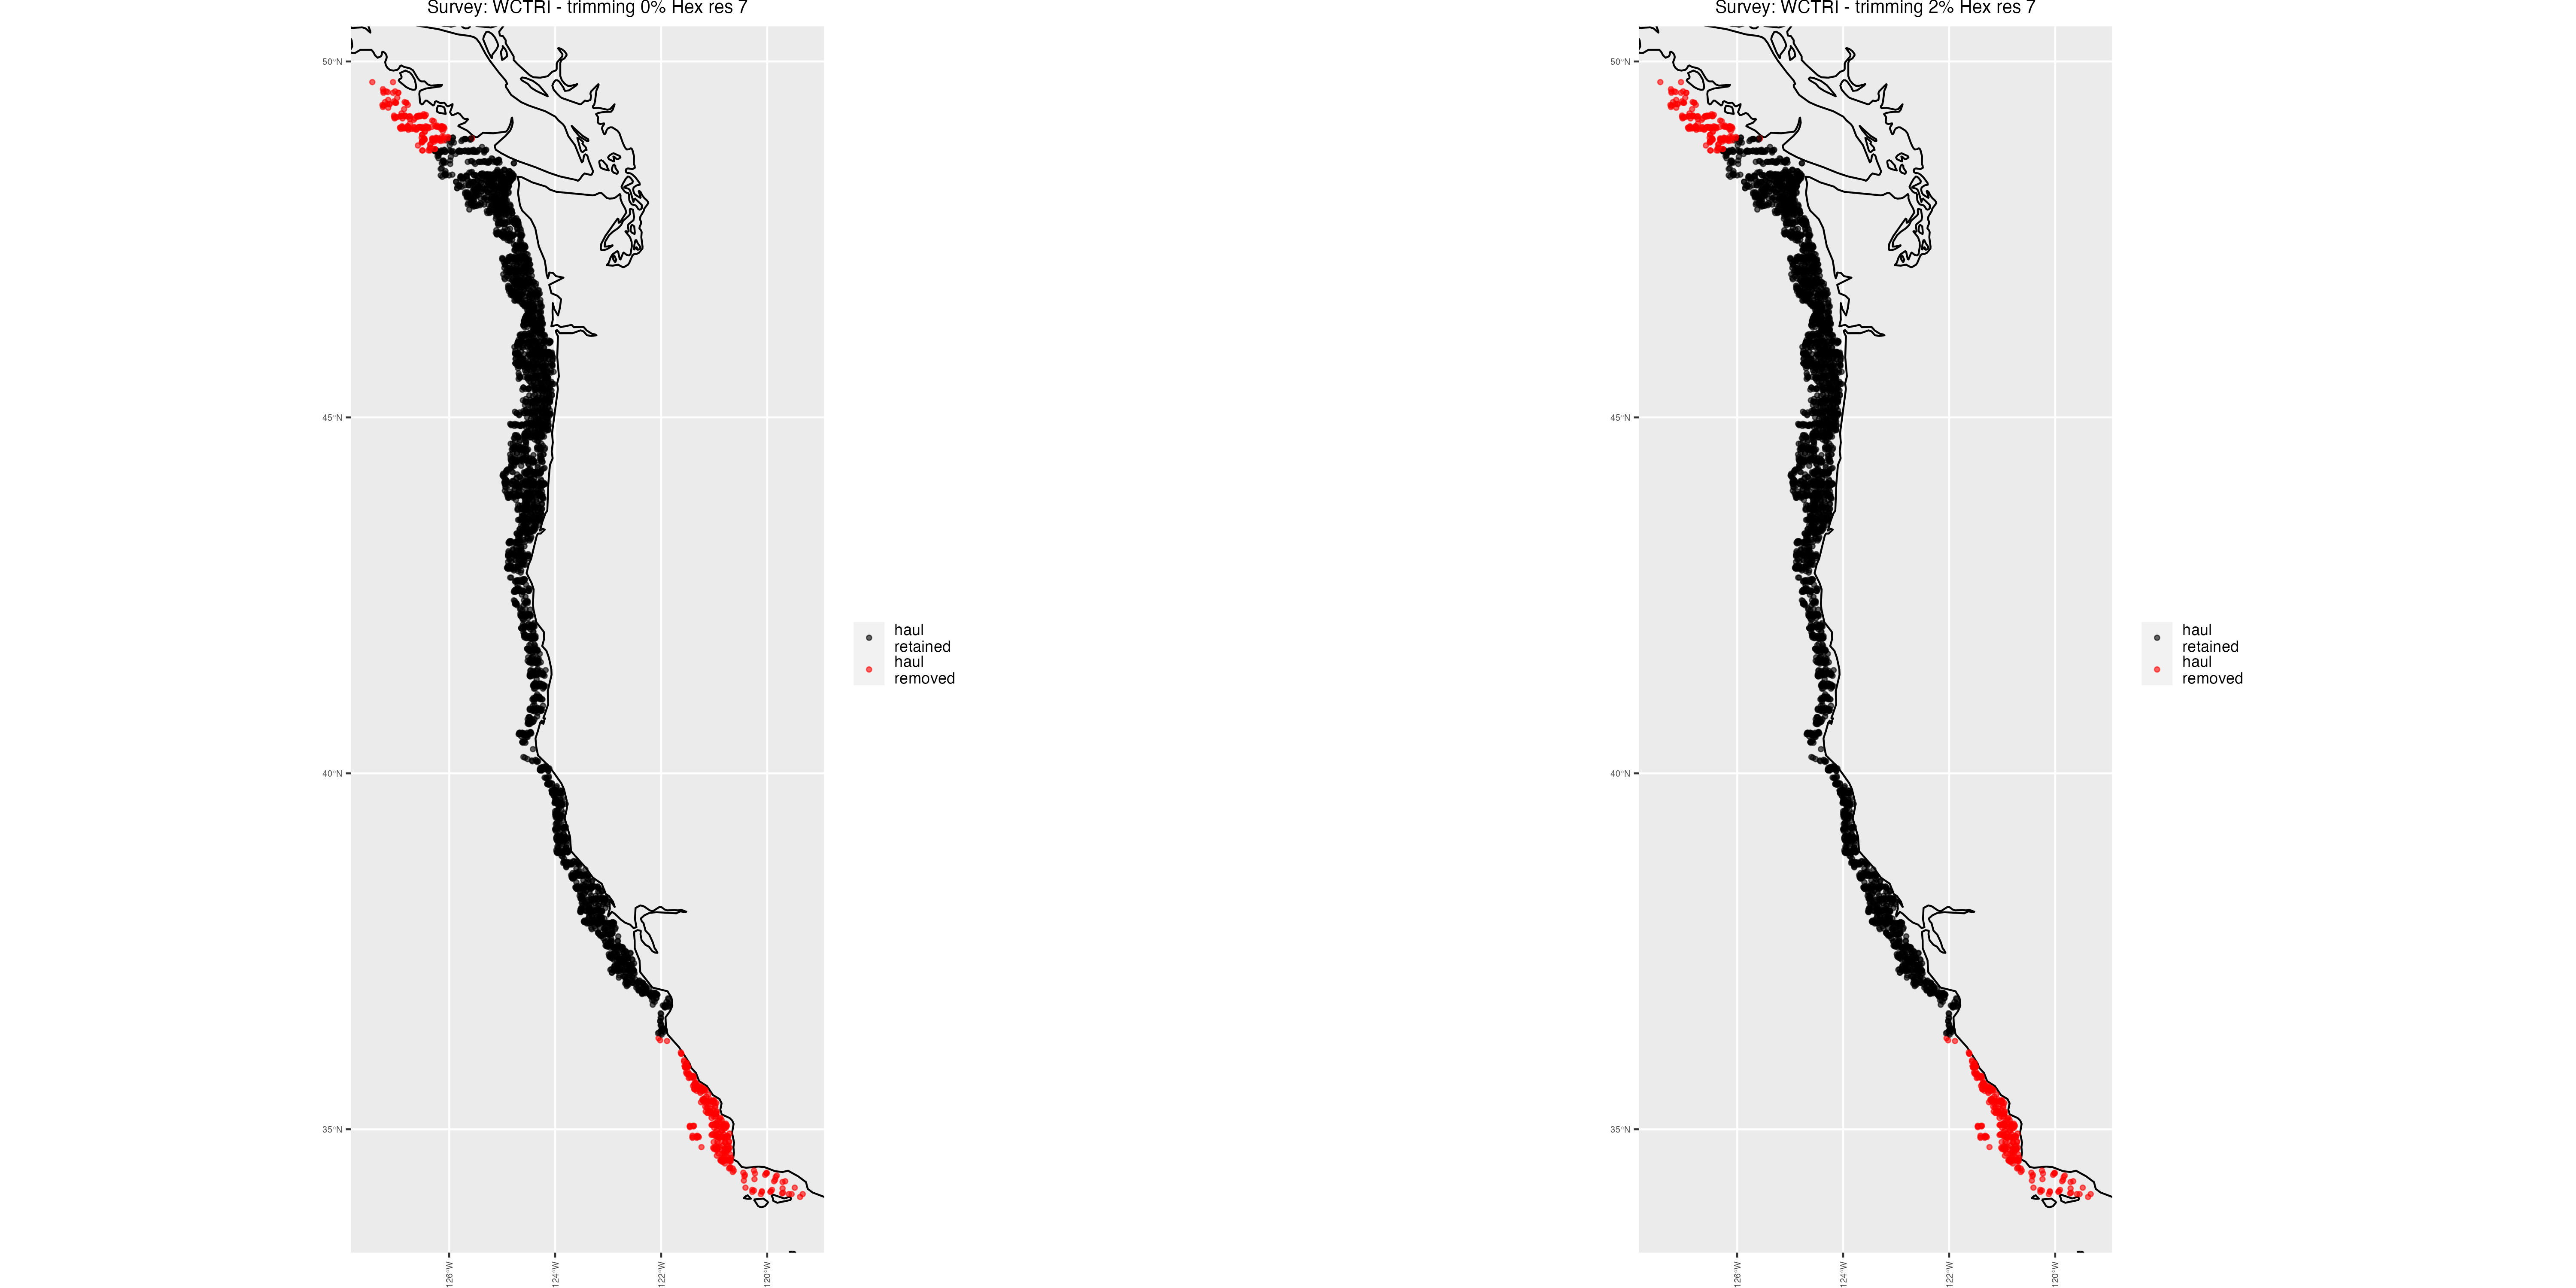 Survey: WCTRI - trimming 0% Hex res 7
50°N
45°N
40°N
35°N
126°W
124°W
122°W
120°W
haul
retained
haul
removed
Survey: WCTRI - trimming 2% Hex res 7
50°N
45°N
40°N
35°N
126°W
124°W
122°W
120°W
haul
retained
haul
removed